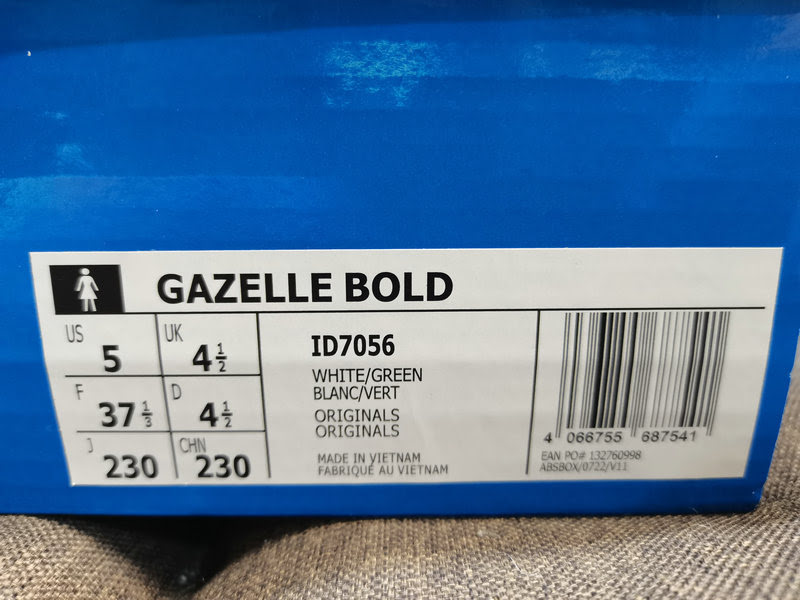 GAZELLE BOLD
US 5 UK 4 1/2
F 37 1/3 D 4 1/2
J 230 CHN 230
ID7056
WHITE/GREEN
BLANC/VERT
ORIGINALS
ORIGINALS
MADE IN VIETNAM
FABRIQUÉ AU VIETNAM
4 066755 687541
EAN PO# 132760998
ABSBOX/0722/V11